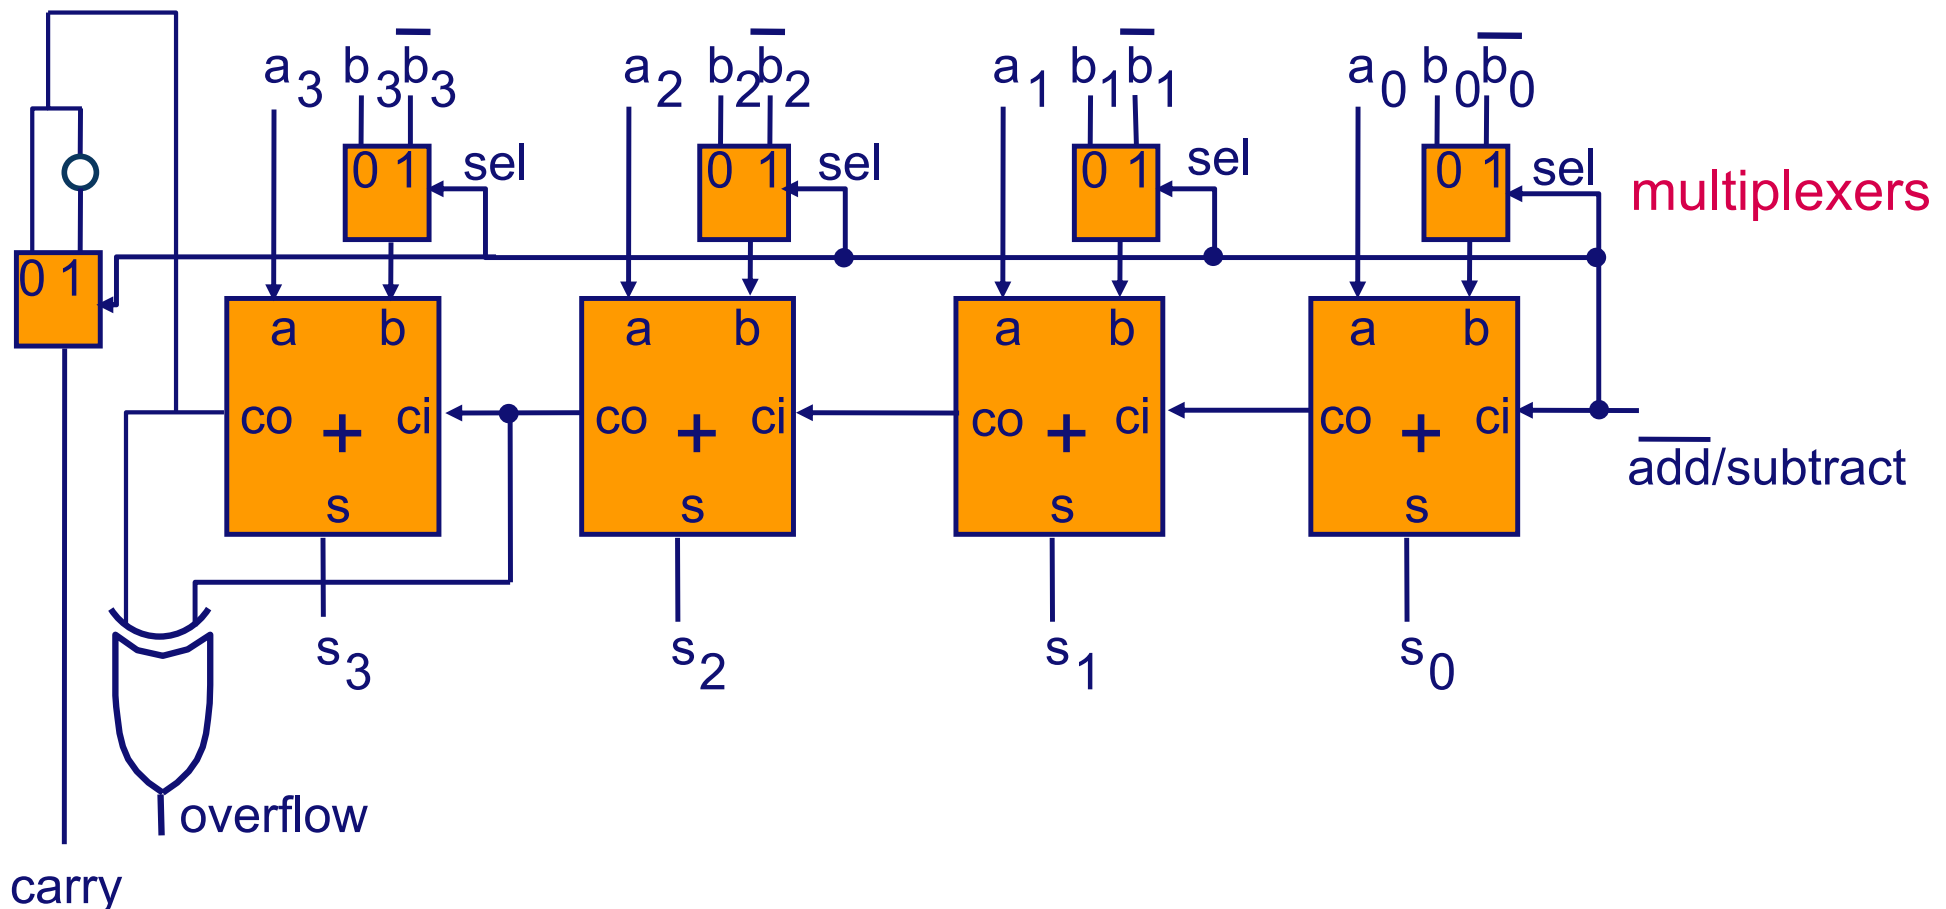 a₃ b₃ b̅₃ a₂ b₂ b̅₂ a₁ b₁ b̅₁ a₀ b₀ b̅₀
0 1 sel 0 1 sel 0 1 sel 0 1 sel multiplexers
0 1
a b a b a b a b
co + ci co + ci co + ci co + ci
s s s s
a̅d̅d̅/subtract
s₃ s₂ s₁ s₀
overflow
carry